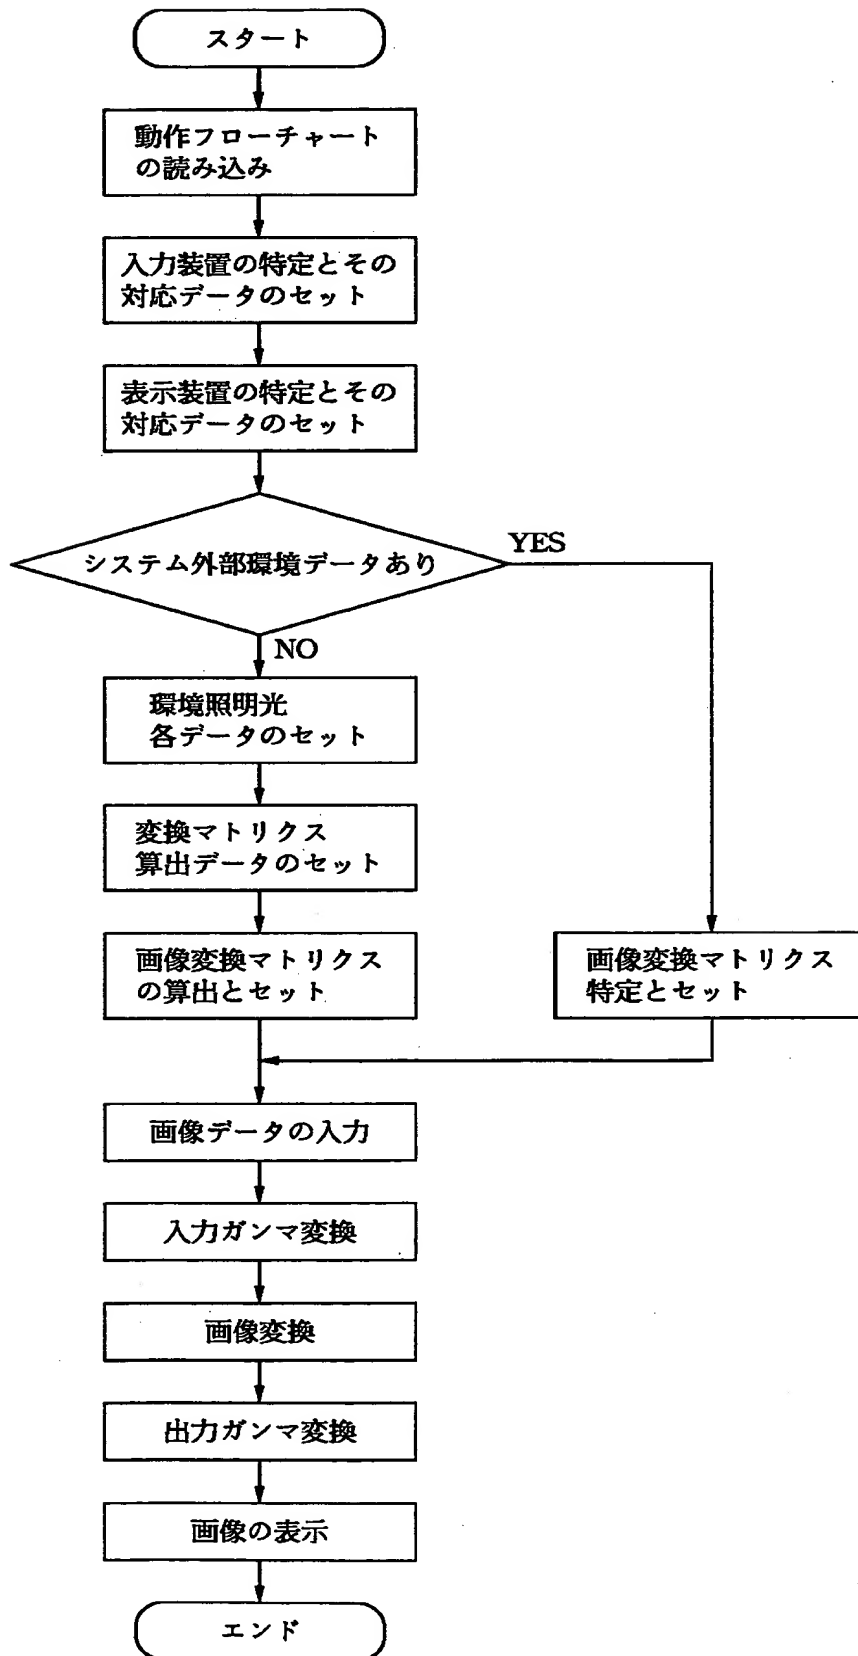 スタート
動作フローチャート
の読み込み
入力装置の特定とその
対応データのセット
表示装置の特定とその
対応データのセット
システム外部環境データあり
YES
NO
環境照明光
各データのセット
変換マトリクス
算出データのセット
画像変換マトリクス
の算出とセット
画像変換マトリクス
特定とセット
画像データの入力
入力ガンマ変換
画像変換
出力ガンマ変換
画像の表示
エンド